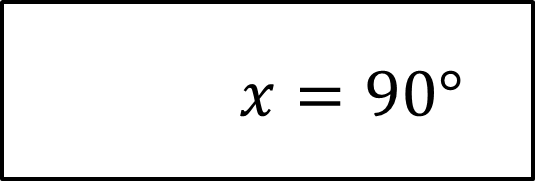 x = 90°